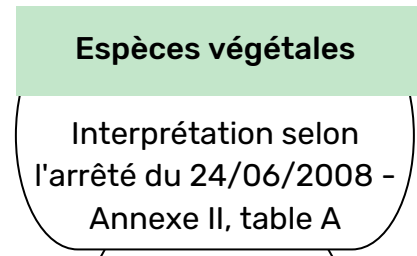 Espèces végétales
Interprétation selon
l'arrêté du 24/06/2008 -
Annexe II, table A